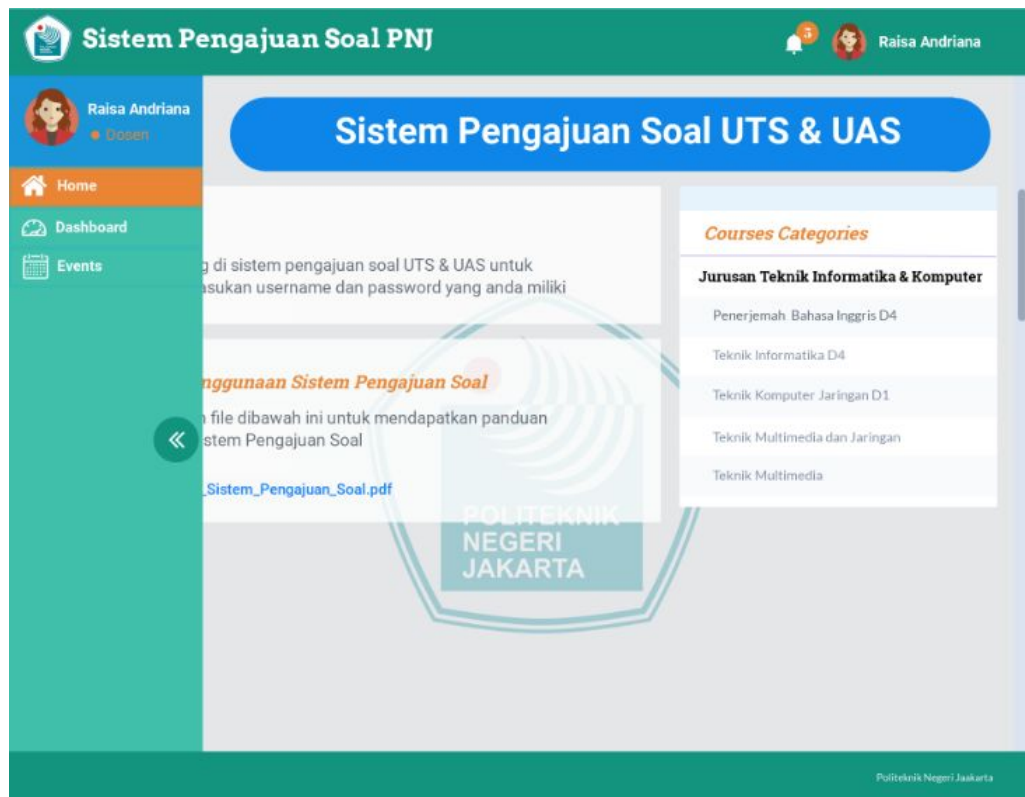 Sistem Pengajuan Soal PNJ
5
Raisa Andriana
Raisa Andriana
Dosen
Home
Dashboard
Events
Sistem Pengajuan Soal UTS & UAS
g di sistem pengajuan soal UTS & UAS untuk
asukan username dan password yang anda miliki
nggunaan Sistem Pengajuan Soal
file dibawah ini untuk mendapatkan panduan
stem Pengajuan Soal
_Sistem_Pengajuan_Soal.pdf
Courses Categories
Jurusan Teknik Informatika & Komputer
Penerjemah Bahasa Inggris D4
Teknik Informatika D4
Teknik Komputer Jaringan D1
Teknik Multimedia dan Jaringan
Teknik Multimedia
POLITEKNIK
NEGERI
JAKARTA
Politeknik Negeri Jaakarta